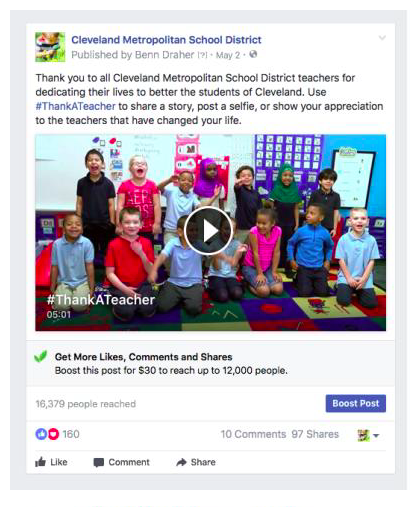 Cleveland Metropolitan School District
Published by Benn Draher [?] · May 2 ·
Thank you to all Cleveland Metropolitan School District teachers for
dedicating their lives to better the students of Cleveland. Use
#ThankATeacher to share a story, post a selfie, or show your appreciation
to the teachers that have changed your life.
#ThankATeacher
05:01
Get More Likes, Comments and Shares
Boost this post for $30 to reach up to 12,000 people.
16,379 people reached
Boost Post
160
10 Comments 97 Shares
Like Comment Share